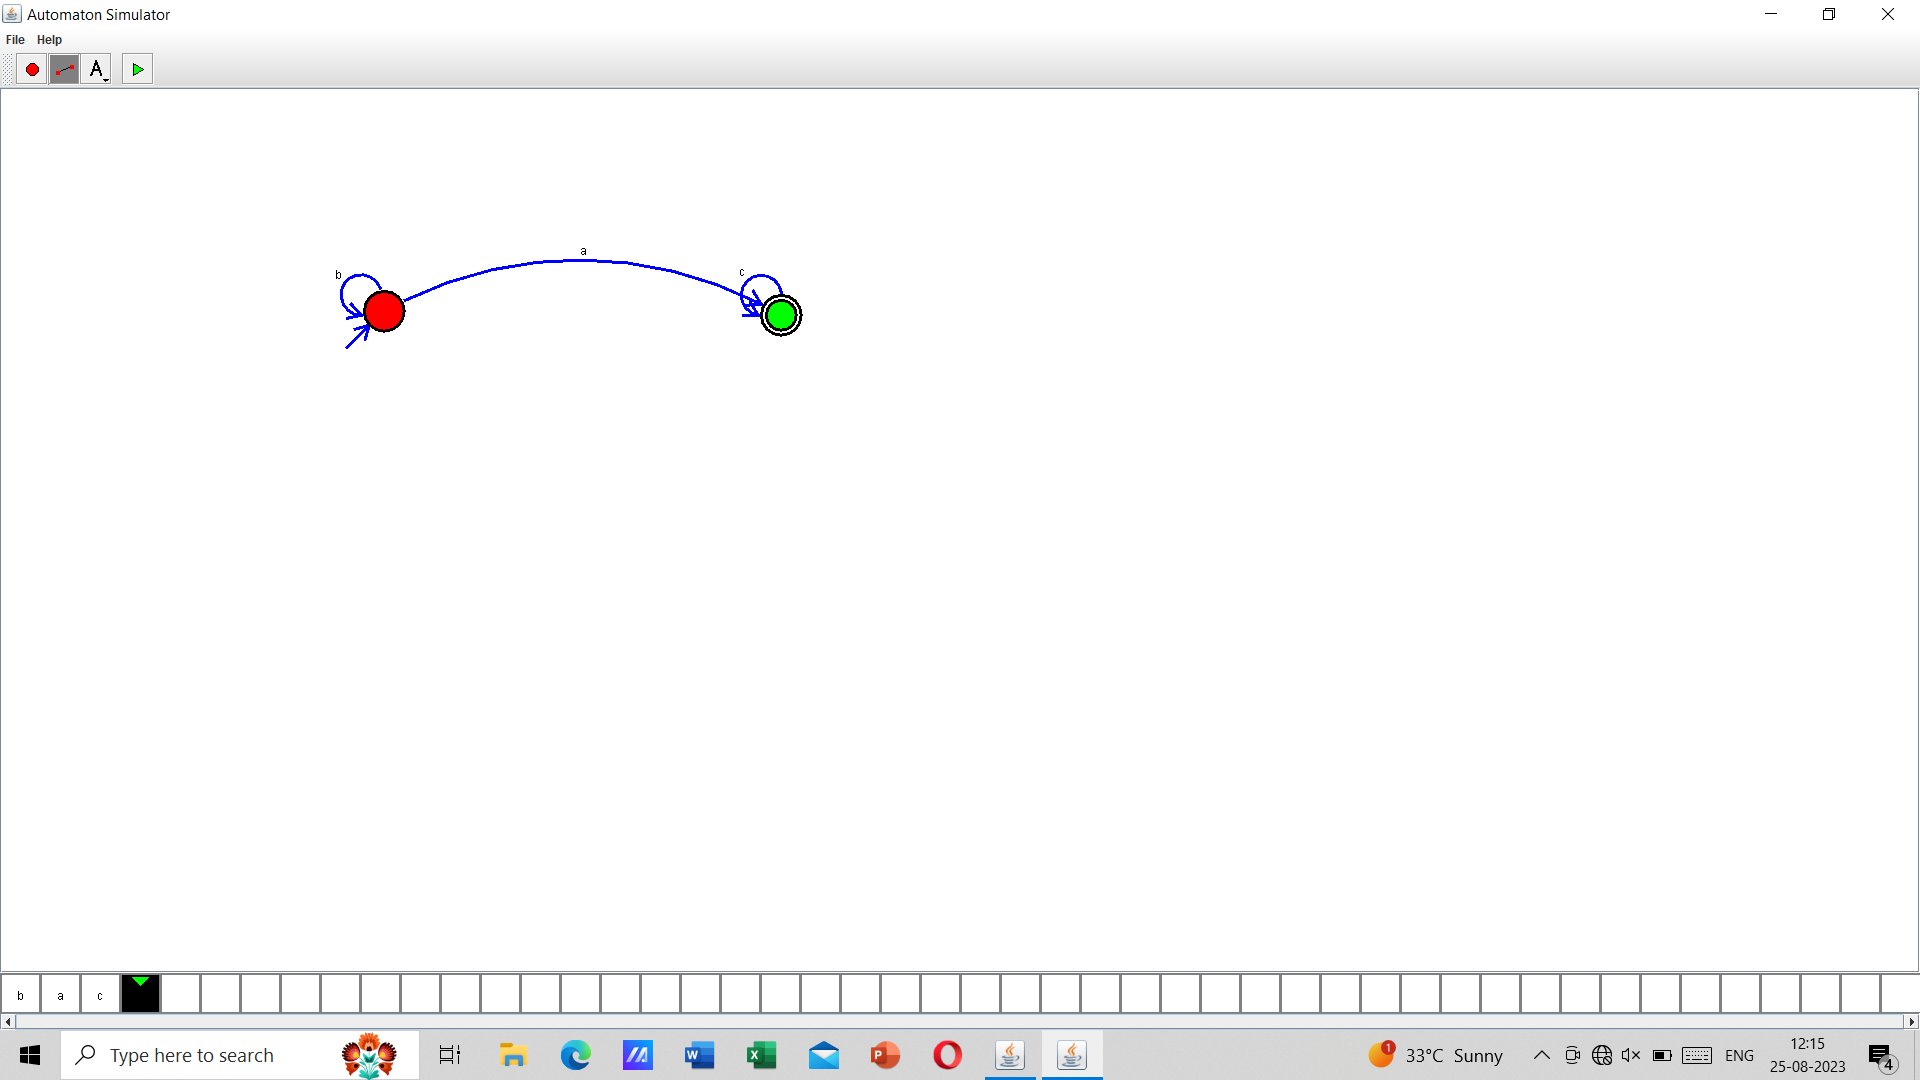 Automaton Simulator
File Help
A
a
b
c
b a c
Type here to search
W
X
P
1
33°C Sunny
ENG
12:15
25-08-2023
4